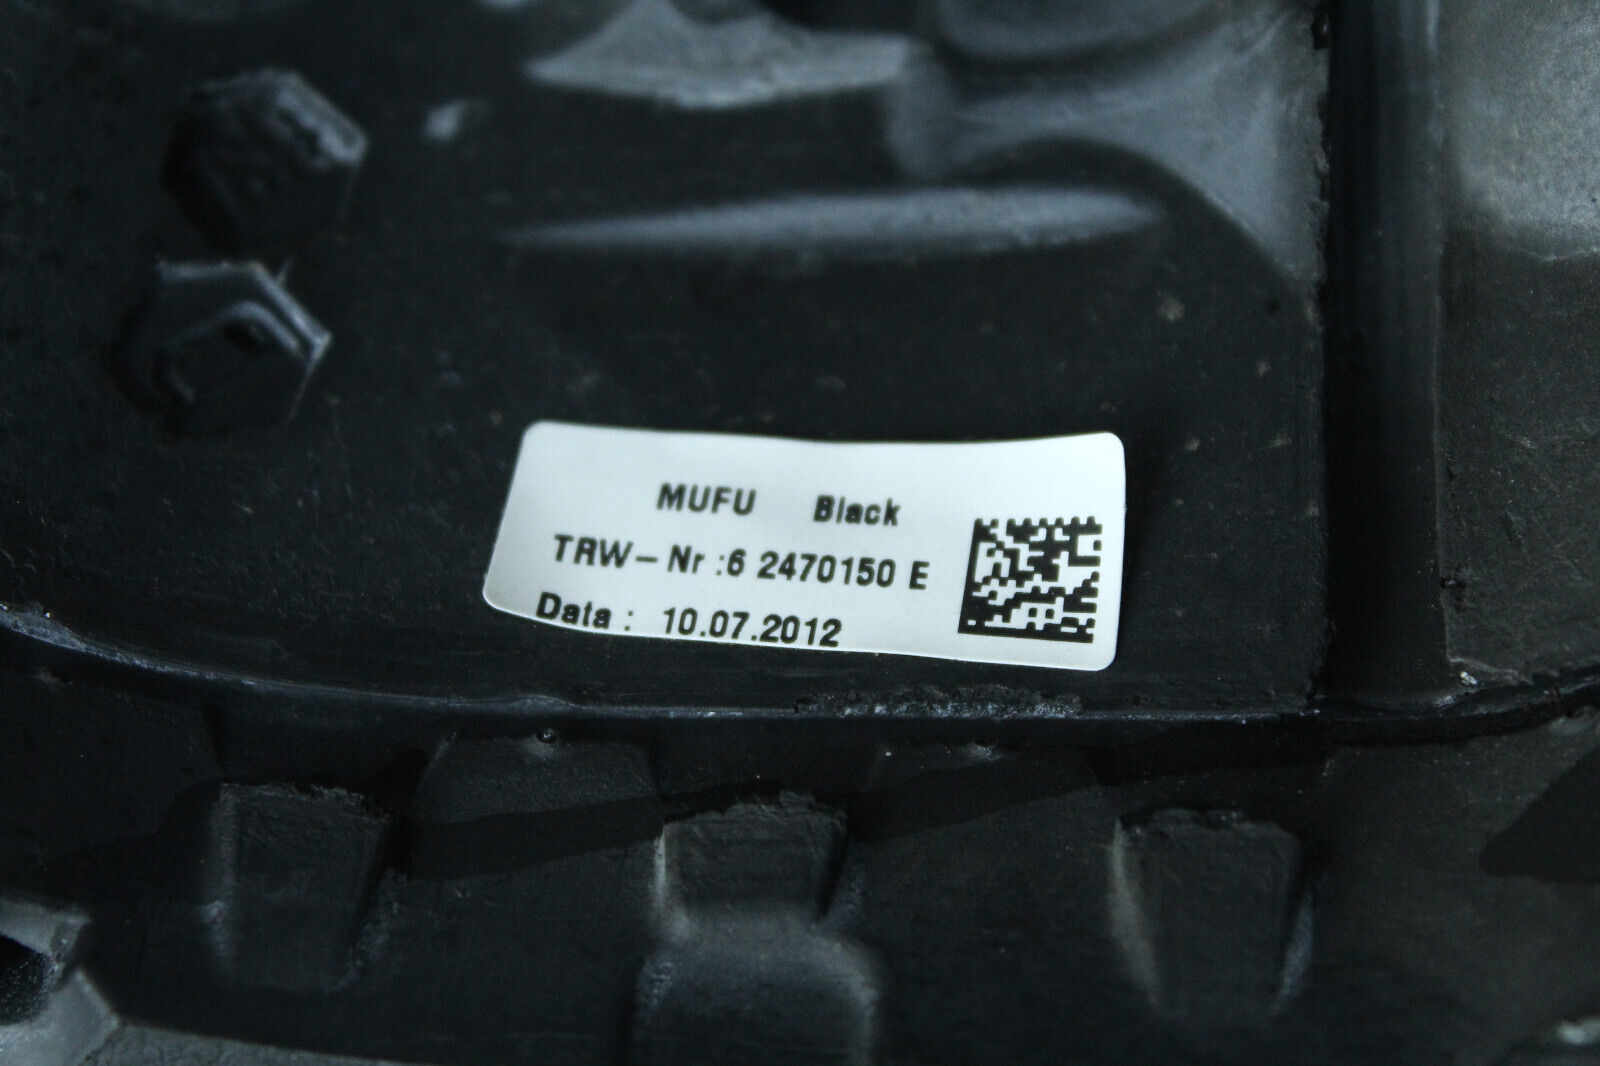 MUFU Black
TRW-Nr :6 2470150 E
Data : 10.07.2012